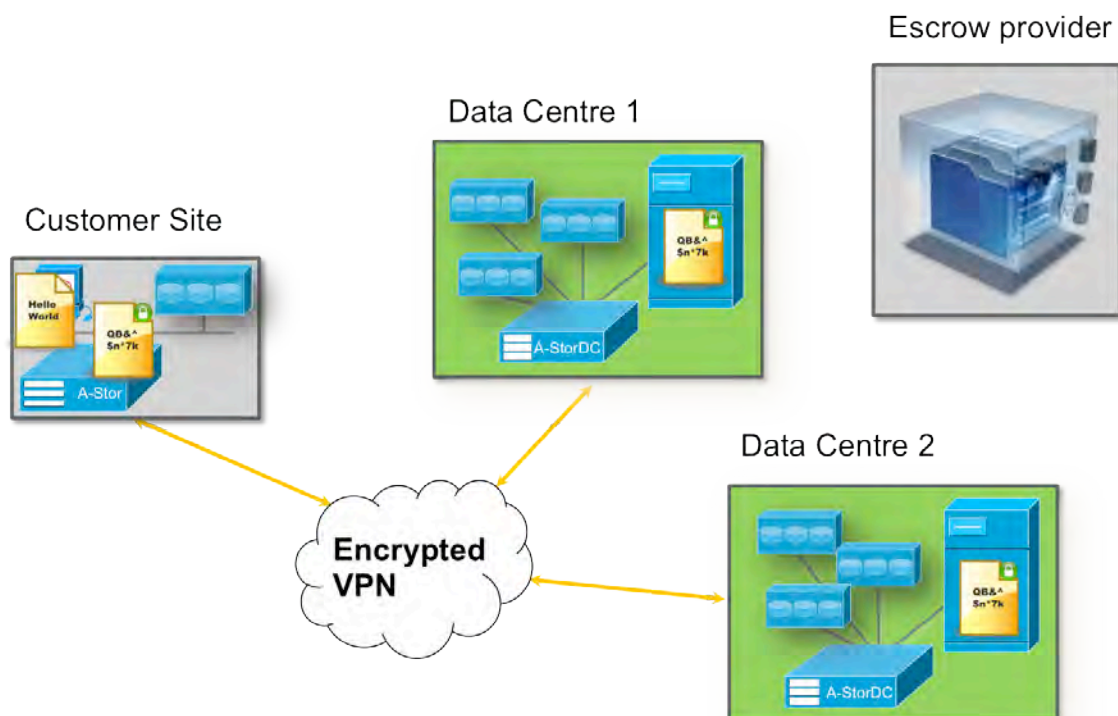 Escrow provider
Data Centre 1
Customer Site
QB&^
$n*7k
Hello
World
QB&^
$n*7k
A-StorDC
A-Stor
Data Centre 2
Encrypted
VPN
QB&^
$n*7k
A-StorDC